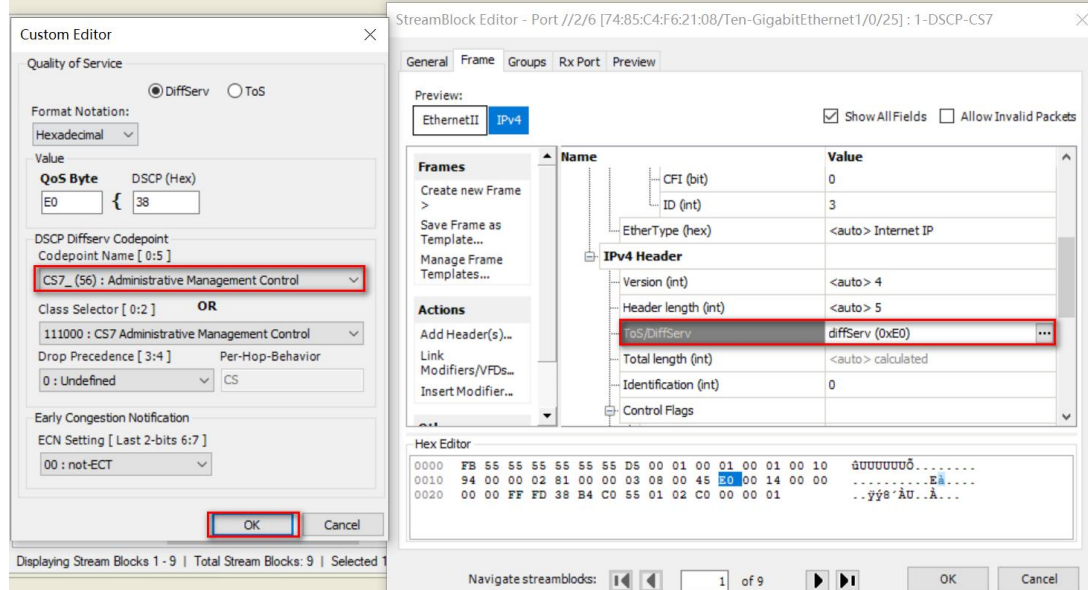 Custom Editor
Quality of Service
DiffServ ToS
Format Notation:
Hexadecimal
Value
QoS Byte DSCP (Hex)
E0 { 38
DSCP Diffserv Codepoint
Codepoint Name [ 0:5 ]
CS7_ (56) : Administrative Management Control
Class Selector [ 0:2 ] OR
111000 : CS7 Administrative Management Control
Drop Precedence [ 3:4 ] Per-Hop-Behavior
0 : Undefined CS
Early Congestion Notification
ECN Setting [ Last 2-bits 6:7 ]
00 : not-ECT
OK Cancel
Displaying Stream Blocks 1 - 9 | Total Stream Blocks: 9 | Selected 1
StreamBlock Editor - Port //2/6 [74:85:C4:F6:21:08/Ten-GigabitEthernet1/0/25] : 1-DSCP-CS7
General Frame Groups Rx Port Preview
Preview:
EthernetII IPv4
Show All Fields Allow Invalid Packets
Frames
Create new Frame
>
Save Frame as
Template...
Manage Frame
Templates...
Actions
Add Header(s)...
Link
Modifiers/VFDs...
Insert Modifier...
Name Value
CFI (bit) 0
ID (int) 3
EtherType (hex) <auto> Internet IP
IPv4 Header
Version (int) <auto> 4
Header length (int) <auto> 5
ToS/DiffServ diffServ (0xE0) ...
Total length (int) <auto> calculated
Identification (int) 0
Control Flags
Hex Editor
0000 FB 55 55 55 55 55 55 D5 00 01 00 01 00 01 00 10 ûUUUUUUÕ........
0010 94 00 00 02 81 00 00 03 08 00 45 E0 00 14 00 00 ..........Eà....
0020 00 00 FF FD 38 B4 C0 55 01 02 C0 00 00 01 ..ÿý8´ÀU..À...
Navigate streamblocks: 1 of 9 OK Cancel